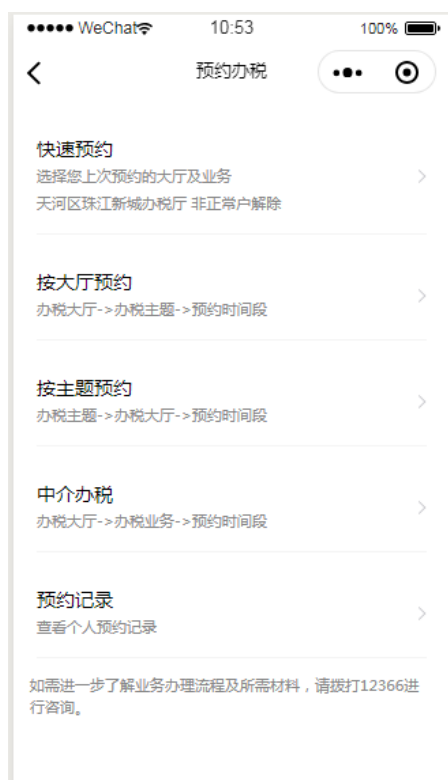 WeChat 10:53 100%
预约办税
快速预约
选择您上次预约的大厅及业务
天河区珠江新城办税厅 非正常户解除
按大厅预约
办税大厅->办税主题->预约时间段
按主题预约
办税主题->办税大厅->预约时间段
中介办税
办税大厅->办税业务->预约时间段
预约记录
查看个人预约记录
如需进一步了解业务办理流程及所需材料，请拨打12366进
行咨询。